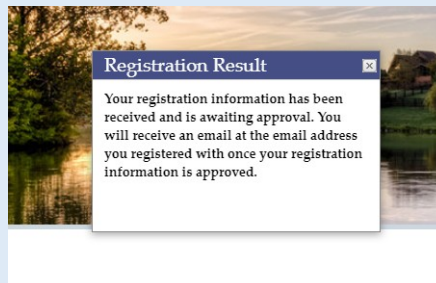 Registration Result
Your registration information has been
received and is awaiting approval. You
will receive an email at the email address
you registered with once your registration
information is approved.